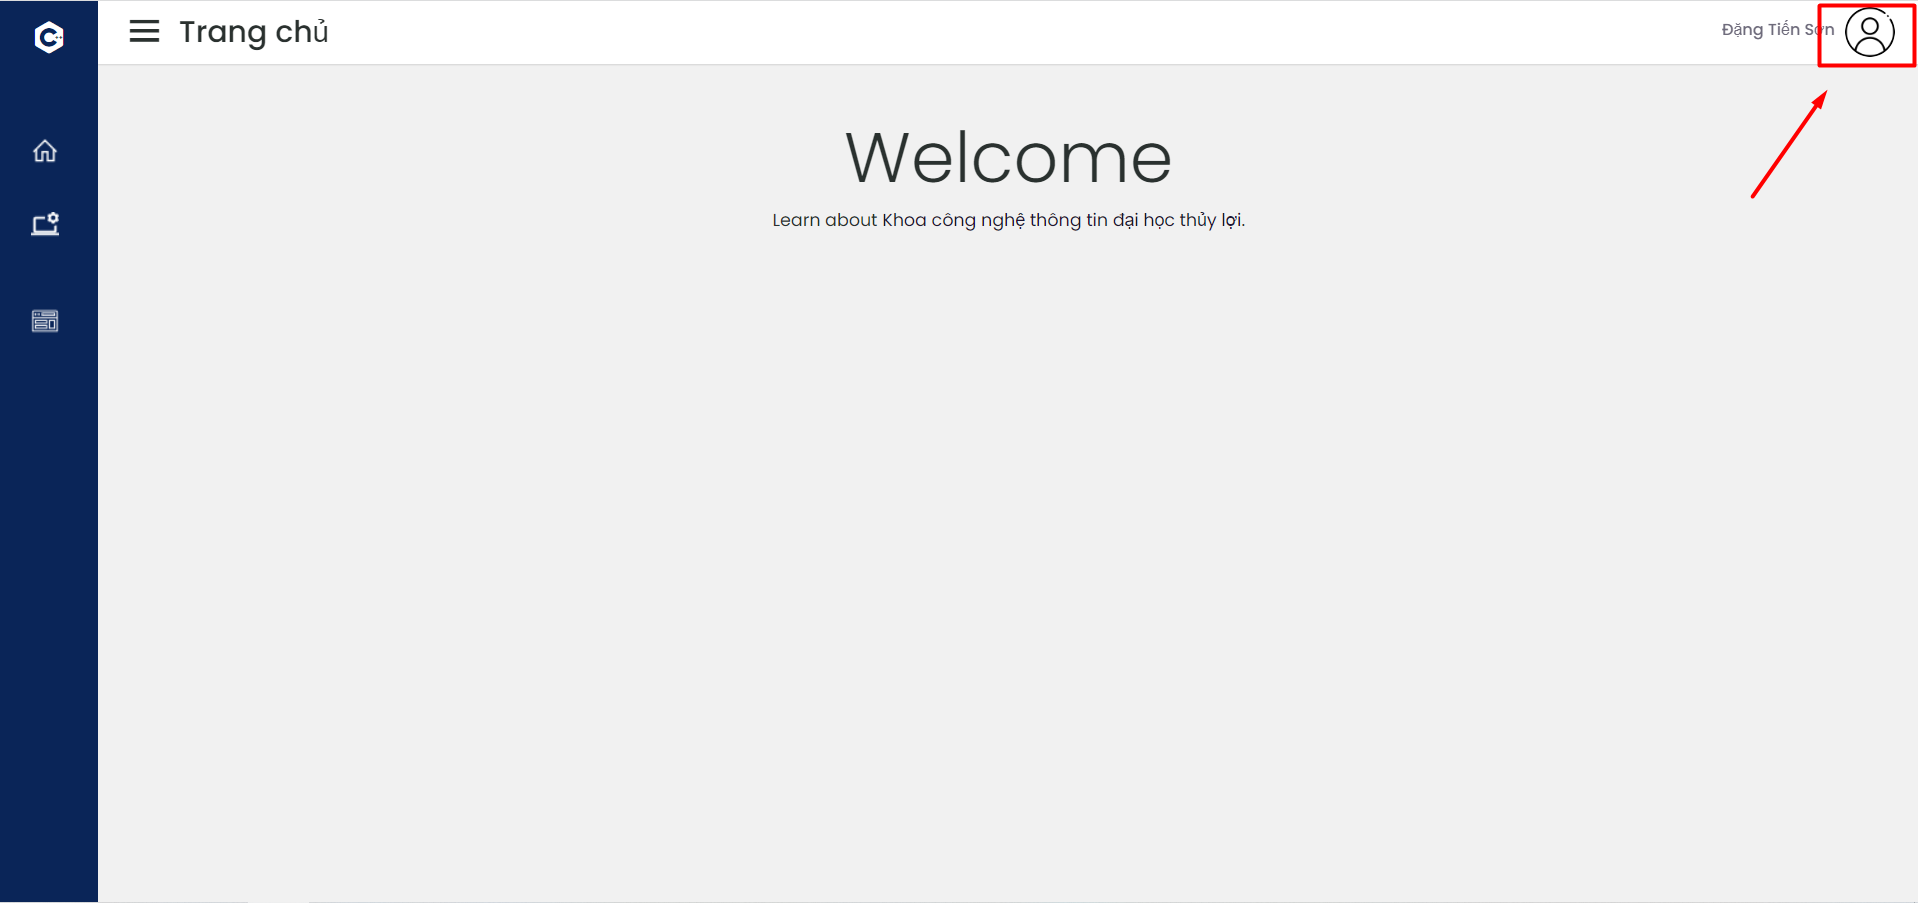 Trang chủ
Đặng Tiến Sơn
Welcome
Learn about Khoa công nghệ thông tin đại học thủy lợi.